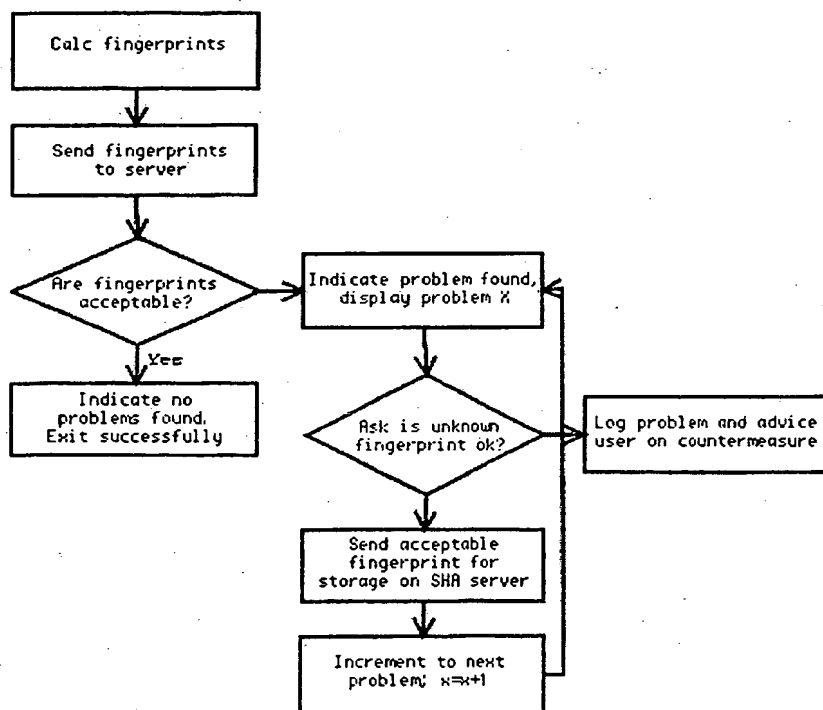 Calc fingerprints
Send fingerprints
to server
Are fingerprints
acceptable?
Yes
Indicate no
problems found.
Exit successfully
Indicate problem found,
display problem X
Ask is unknown
fingerprint ok?
Log problem and advice
user on countermeasure
Send acceptable
fingerprint for
storage on SHA server
Increment to next
problem; x=x+1